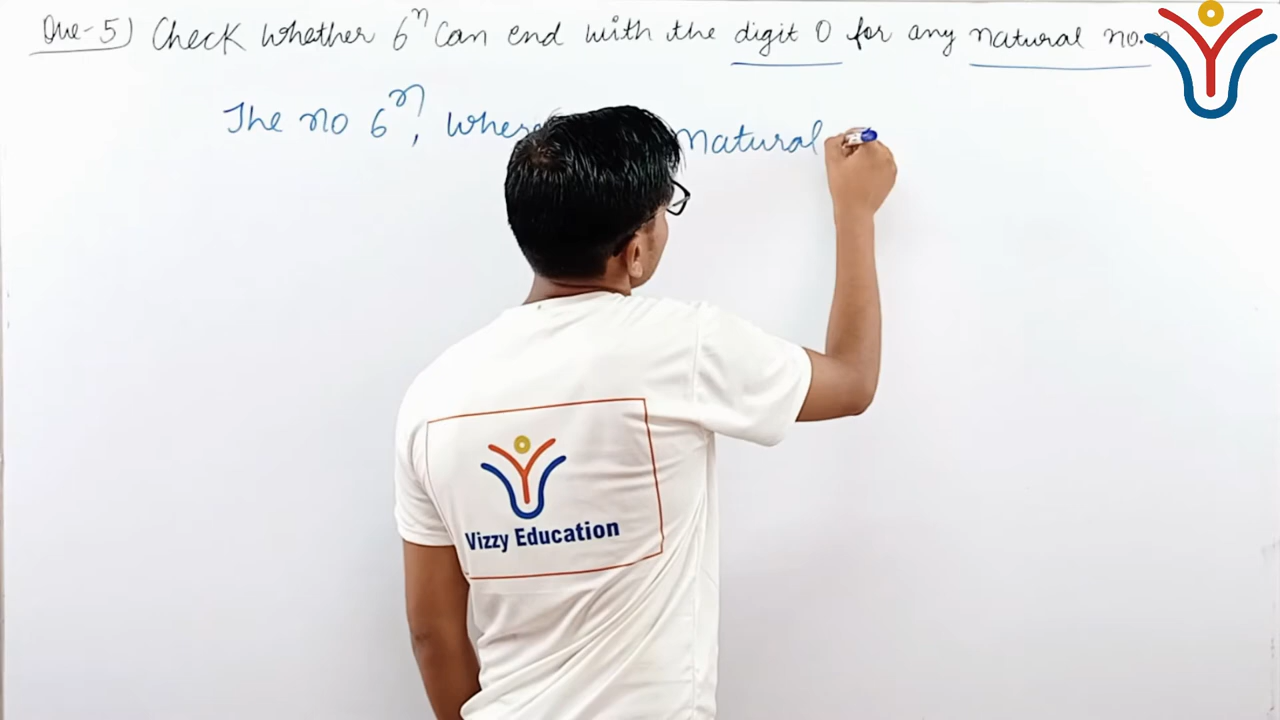 Que-5) Check Whether 6ⁿ Can end with the digit 0 for any natural no. n
The no 6ⁿ, Where natural
Vizzy Education